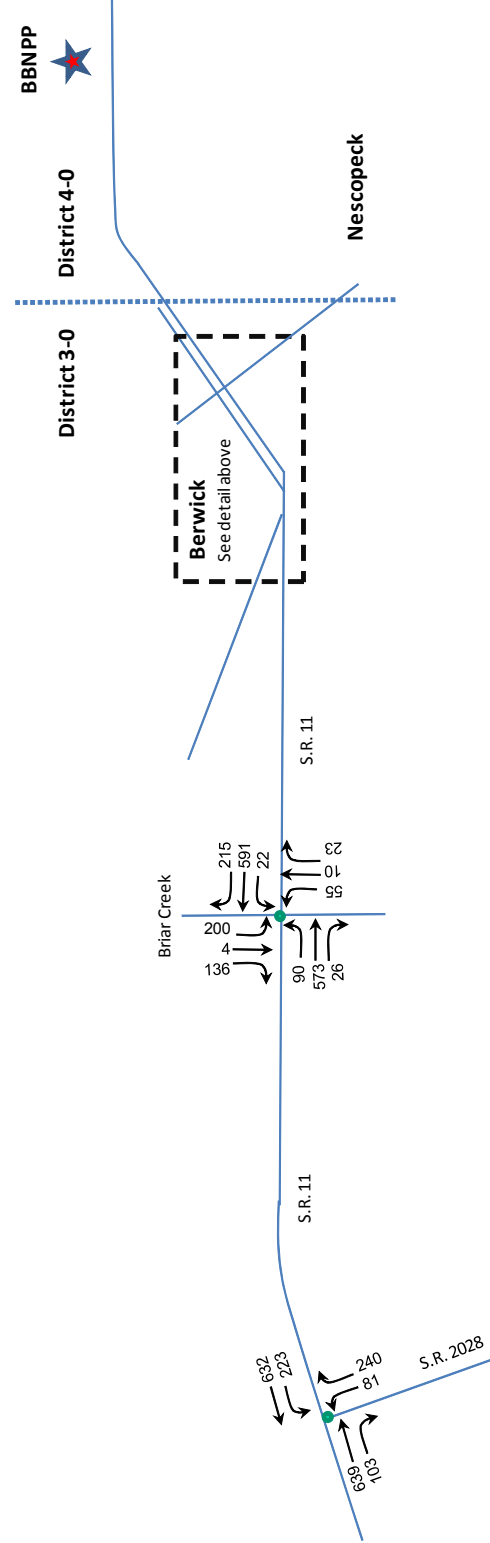 BBNPP
District 4-0
Nescopeck
District 3-0
Berwick
See detail above
S.R. 11
215
591
22
23
10
55
Briar Creek
200
4
136
90
573
26
S.R. 11
632
223
240
81
S.R. 2028
639
103